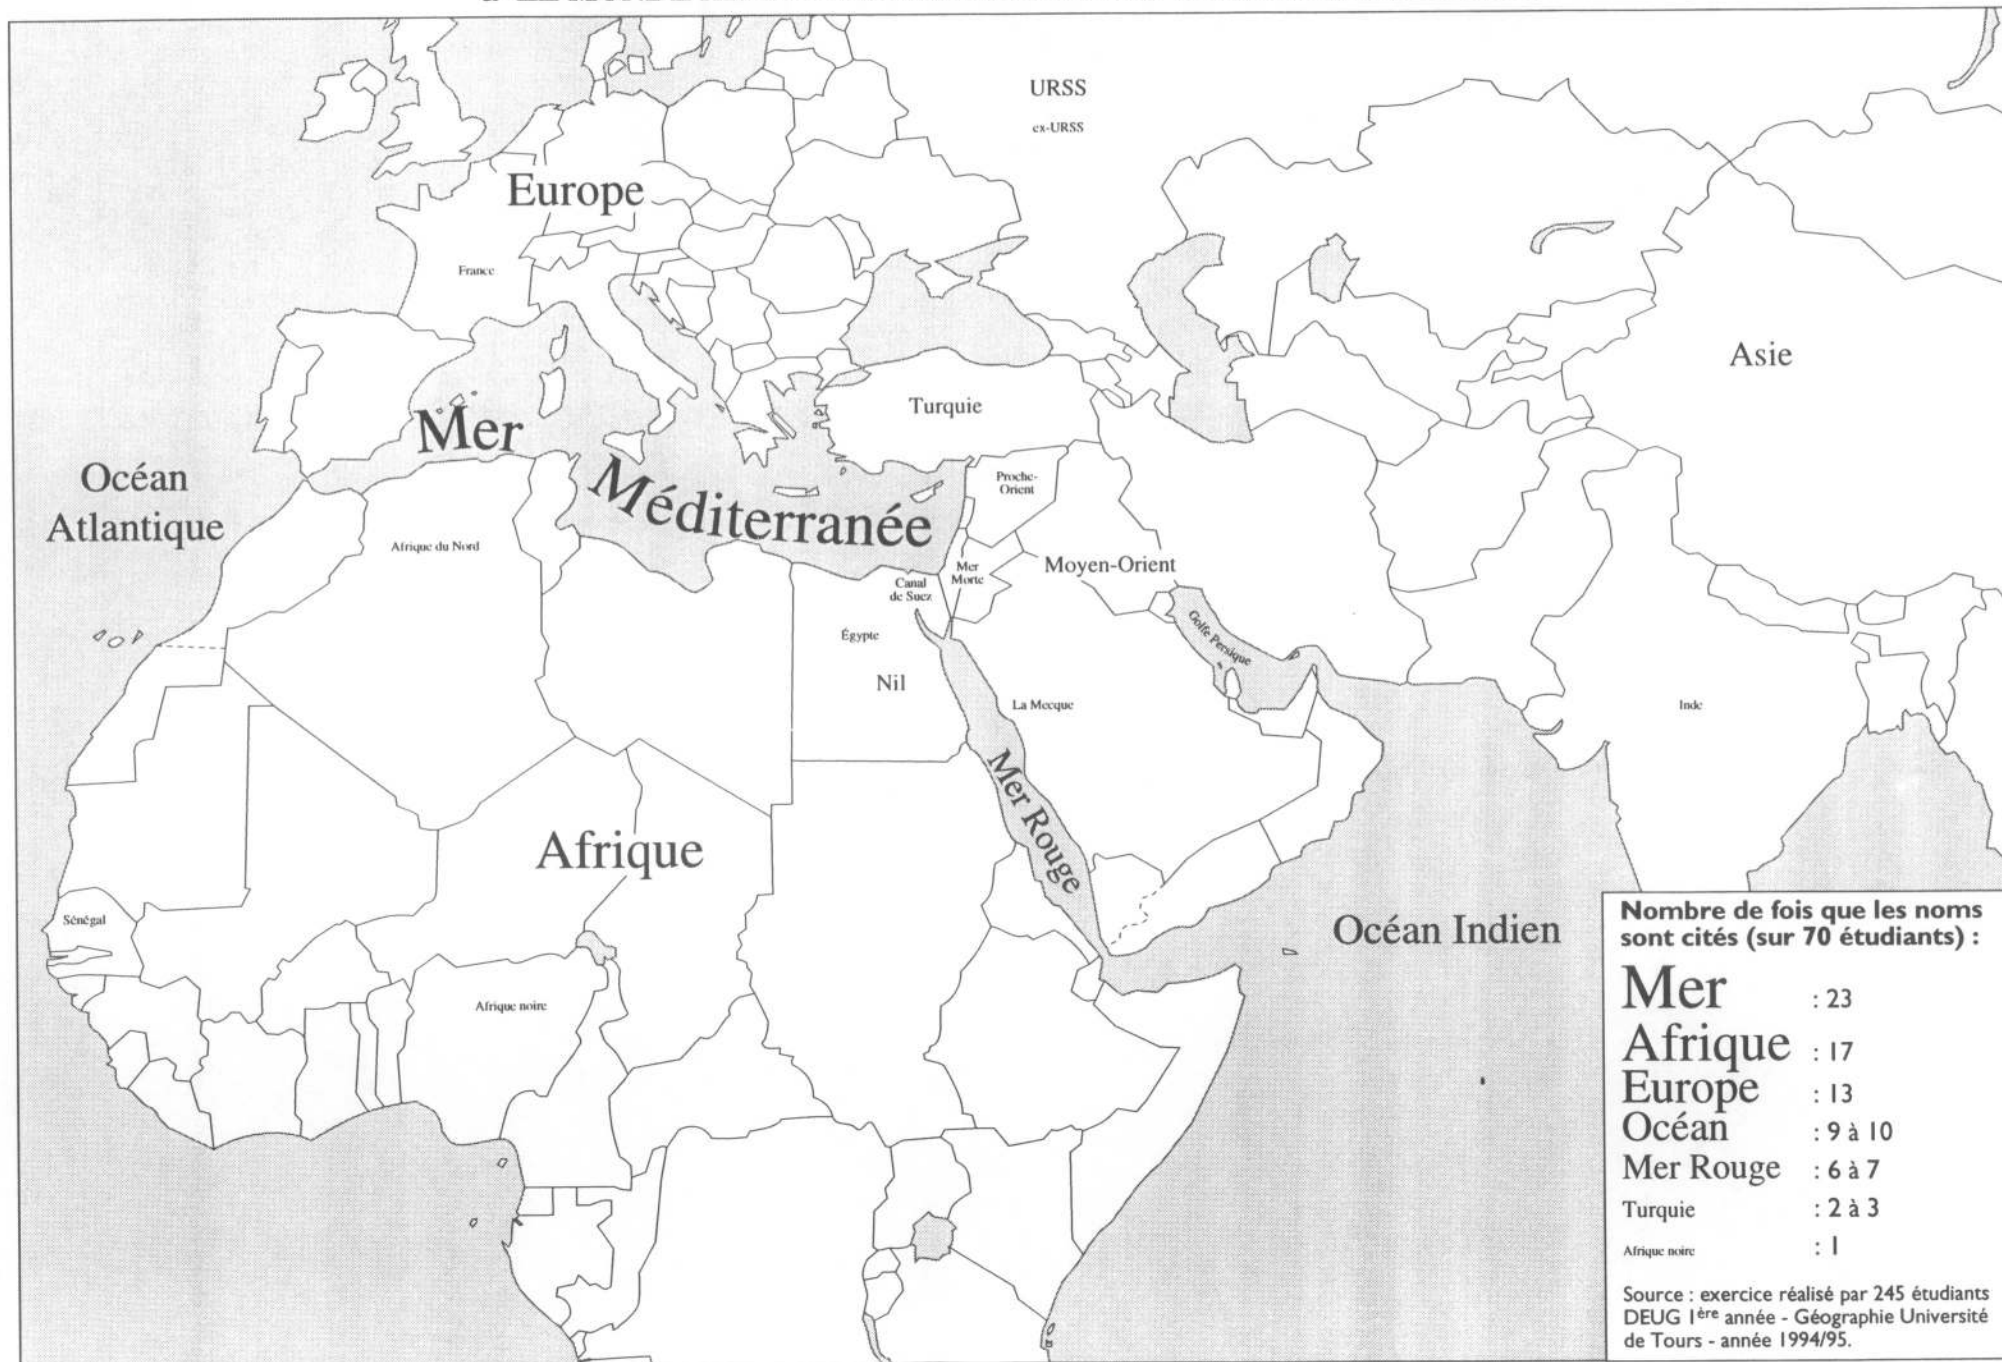 URSS
ex-URSS
Europe
France
Asie
Turquie
Mer
Méditerranée
Océan
Atlantique
Proche-
Orient
Afrique du Nord
Moyen-Orient
Mer
Morte
Canal
de Suez
Golfe Persique
Égypte
Nil
La Mecque
Inde
Mer Rouge
Afrique
Sénégal
Océan Indien
Afrique noire
Nombre de fois que les noms
sont cités (sur 70 étudiants) :
Mer : 23
Afrique : 17
Europe : 13
Océan : 9 à 10
Mer Rouge : 6 à 7
Turquie : 2 à 3
Afrique noire : 1
Source : exercice réalisé par 245 étudiants
DEUG 1ère année - Géographie Université
de Tours - année 1994/95.